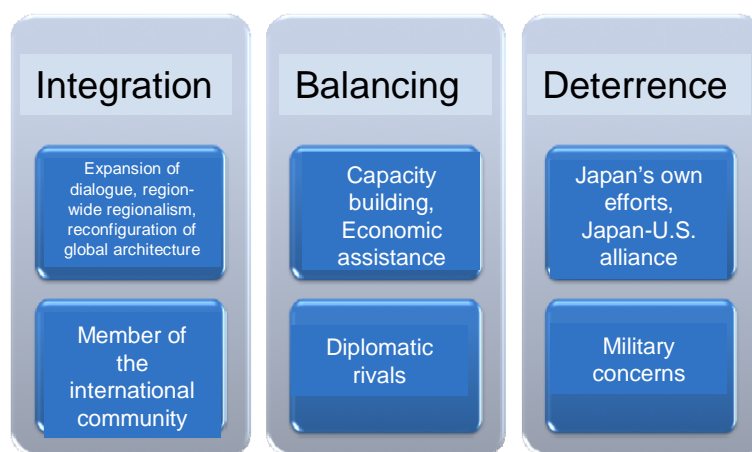 Integration
Expansion of
dialogue, region-
wide regionalism,
reconfiguration of
global architecture
Member of
the
international
community
Balancing
Capacity
building,
Economic
assistance
Diplomatic
rivals
Deterrence
Japan’s own
efforts,
Japan-U.S.
alliance
Military
concerns